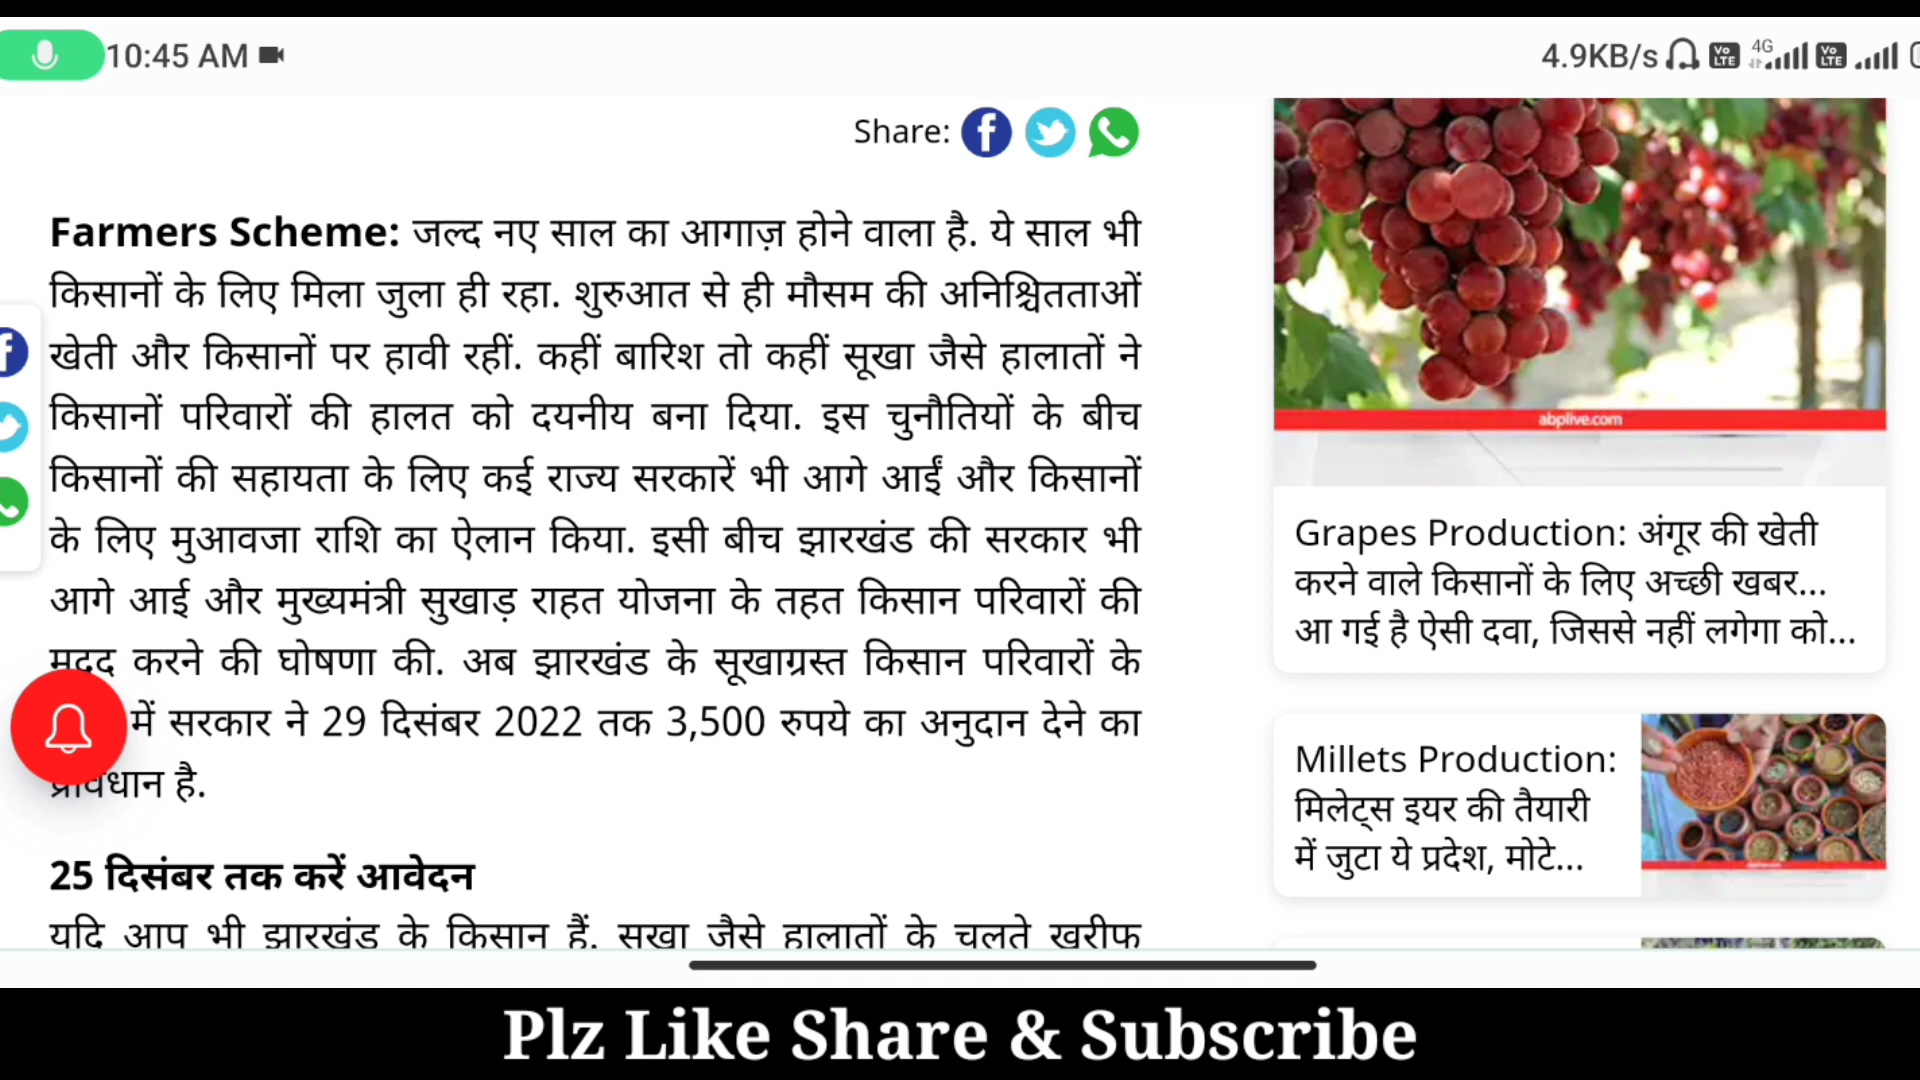 10:45 AM
4.9KB/s
Vo LTE
4G
Vo LTE
Share:
Farmers Scheme: जल्द नए साल का आगाज़ होने वाला है. ये साल भी
किसानों के लिए मिला जुला ही रहा. शुरुआत से ही मौसम की अनिश्चितताओं
खेती और किसानों पर हावी रहीं. कहीं बारिश तो कहीं सूखा जैसे हालातों ने
किसानों परिवारों की हालत को दयनीय बना दिया. इस चुनौतियों के बीच
किसानों की सहायता के लिए कई राज्य सरकारें भी आगे आईं और किसानों
के लिए मुआवजा राशि का ऐलान किया. इसी बीच झारखंड की सरकार भी
आगे आई और मुख्यमंत्री सुखाड़ राहत योजना के तहत किसान परिवारों की
मदद करने की घोषणा की. अब झारखंड के सूखाग्रस्त किसान परिवारों के
में सरकार ने 29 दिसंबर 2022 तक 3,500 रुपये का अनुदान देने का
प्रावधान है.
25 दिसंबर तक करें आवेदन
यदि आप भी झारखंड के किसान हैं. सूखा जैसे हालातों के चलते खरीफ
abplive.com
Grapes Production: अंगूर की खेती
करने वाले किसानों के लिए अच्छी खबर...
आ गई है ऐसी दवा, जिससे नहीं लगेगा को...
Millets Production:
मिलेट्स इयर की तैयारी
में जुटा ये प्रदेश, मोटे...
Plz Like Share & Subscribe